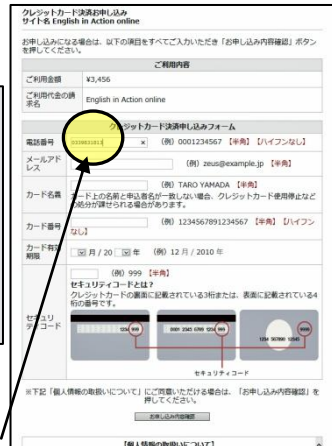 クレジットカード決済お申し込み
サイト名 English in Action online
お申し込みになる場合は、以下の項目をすべてご入力いただき「お申し込み内容確認」ボタン
を押してください。
ご利用内容
ご利用金額 ¥3,456
ご利用代金の請
求名 English in Action online
クレジットカード決済申し込みフォーム
電話番号 × (例) 0001234567 【半角】【ハイフンなし】
メールアド
レス (例) zeus@example.jp 【半角】
カード名義 (例) TARO YAMADA 【半角】
カード上の名前と申込者名が一致しない場合、クレジットカード使用停止など
の処分が課せられる場合があります。
カード番号 (例) 1234567891234567 【半角】【ハイフン
なし】
カード有効
期限 月 / 20 年 (例) 12 月 / 2010 年
セキュリ
ティコード (例) 999 【半角】
セキュリティコードとは?
クレジットカードの裏面に記載されている3桁または、表面に記載されている4
桁の番号です。
セキュリティコード
※下記「個人情報の取扱いについて」にご同意いただける場合は、「お申し込み内容確認」を
押してください。
お申し込み内容確認
【個人情報の取扱いについて】